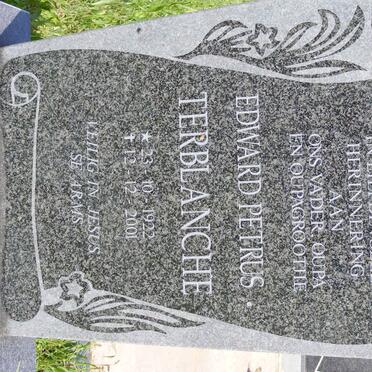 HERINNERING
AAN
ONS VADER, OUPA
EN OUPAGROOTJIE
EDWARD PETRUS
TERBLANCHE
★ 23 · 10 · 1922
✝ 12 · 12 · 2001
VEILIG IN JESUS
SE ARMS